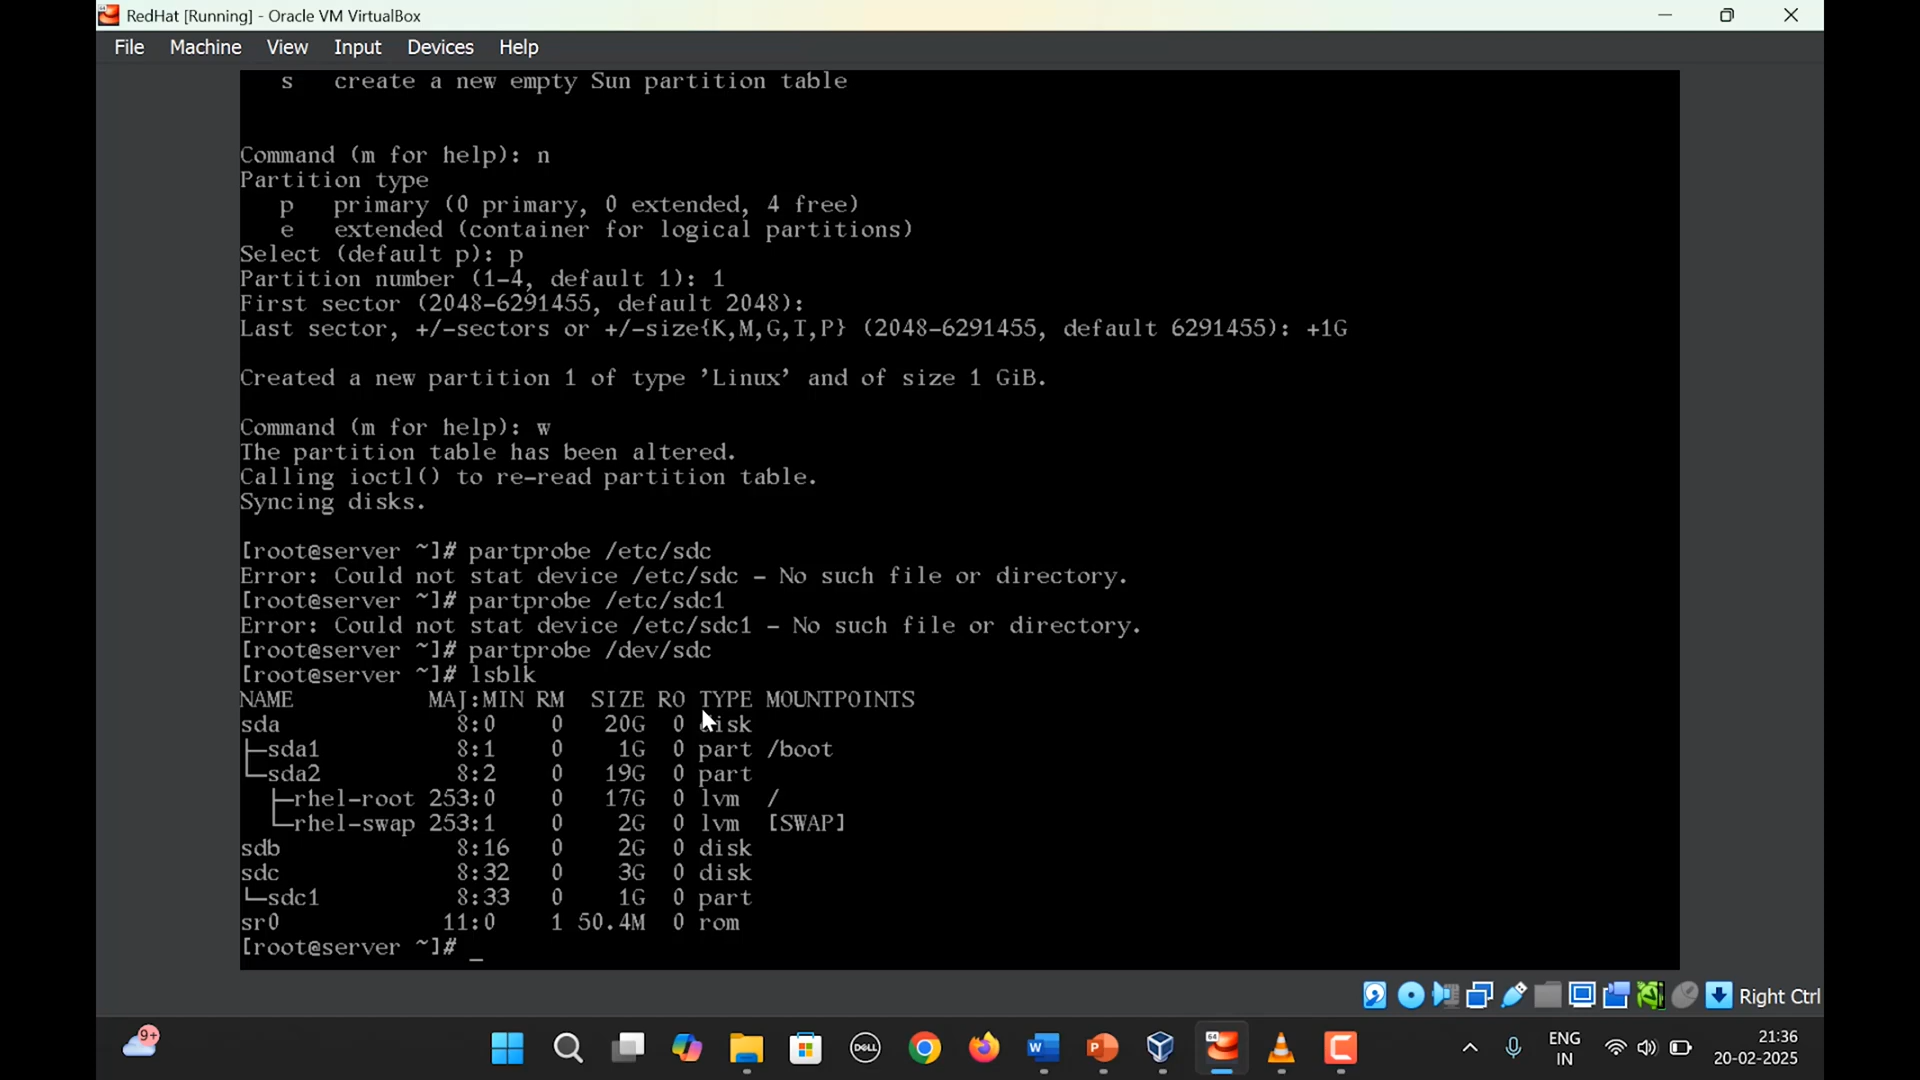 RedHat [Running] - Oracle VM VirtualBox
File Machine View Input Devices Help
s create a new empty Sun partition table
Command (m for help): n
Partition type
p primary (0 primary, 0 extended, 4 free)
e extended (container for logical partitions)
Select (default p): p
Partition number (1-4, default 1): 1
First sector (2048-6291455, default 2048):
Last sector, +/-sectors or +/-size{K,M,G,T,P} (2048-6291455, default 6291455): +1G
Created a new partition 1 of type 'Linux' and of size 1 GiB.
Command (m for help): w
The partition table has been altered.
Calling ioctl() to re-read partition table.
Syncing disks.
[root@server ~]# partprobe /etc/sdc
Error: Could not stat device /etc/sdc - No such file or directory.
[root@server ~]# partprobe /etc/sdc1
Error: Could not stat device /etc/sdc1 - No such file or directory.
[root@server ~]# partprobe /dev/sdc
[root@server ~]# lsblk
NAME MAJ:MIN RM SIZE RO TYPE MOUNTPOINTS
sda 8:0 0 20G 0 disk
├─sda1 8:1 0 1G 0 part /boot
└─sda2 8:2 0 19G 0 part
├─rhel-root 253:0 0 17G 0 lvm /
└─rhel-swap 253:1 0 2G 0 lvm [SWAP]
sdb 8:16 0 2G 0 disk
sdc 8:32 0 3G 0 disk
└─sdc1 8:33 0 1G 0 part
sr0 11:0 1 50.4M 0 rom
[root@server ~]# _
Right Ctrl
9+
DELL
W
P
64
C
ENG
IN
21:36
20-02-2025